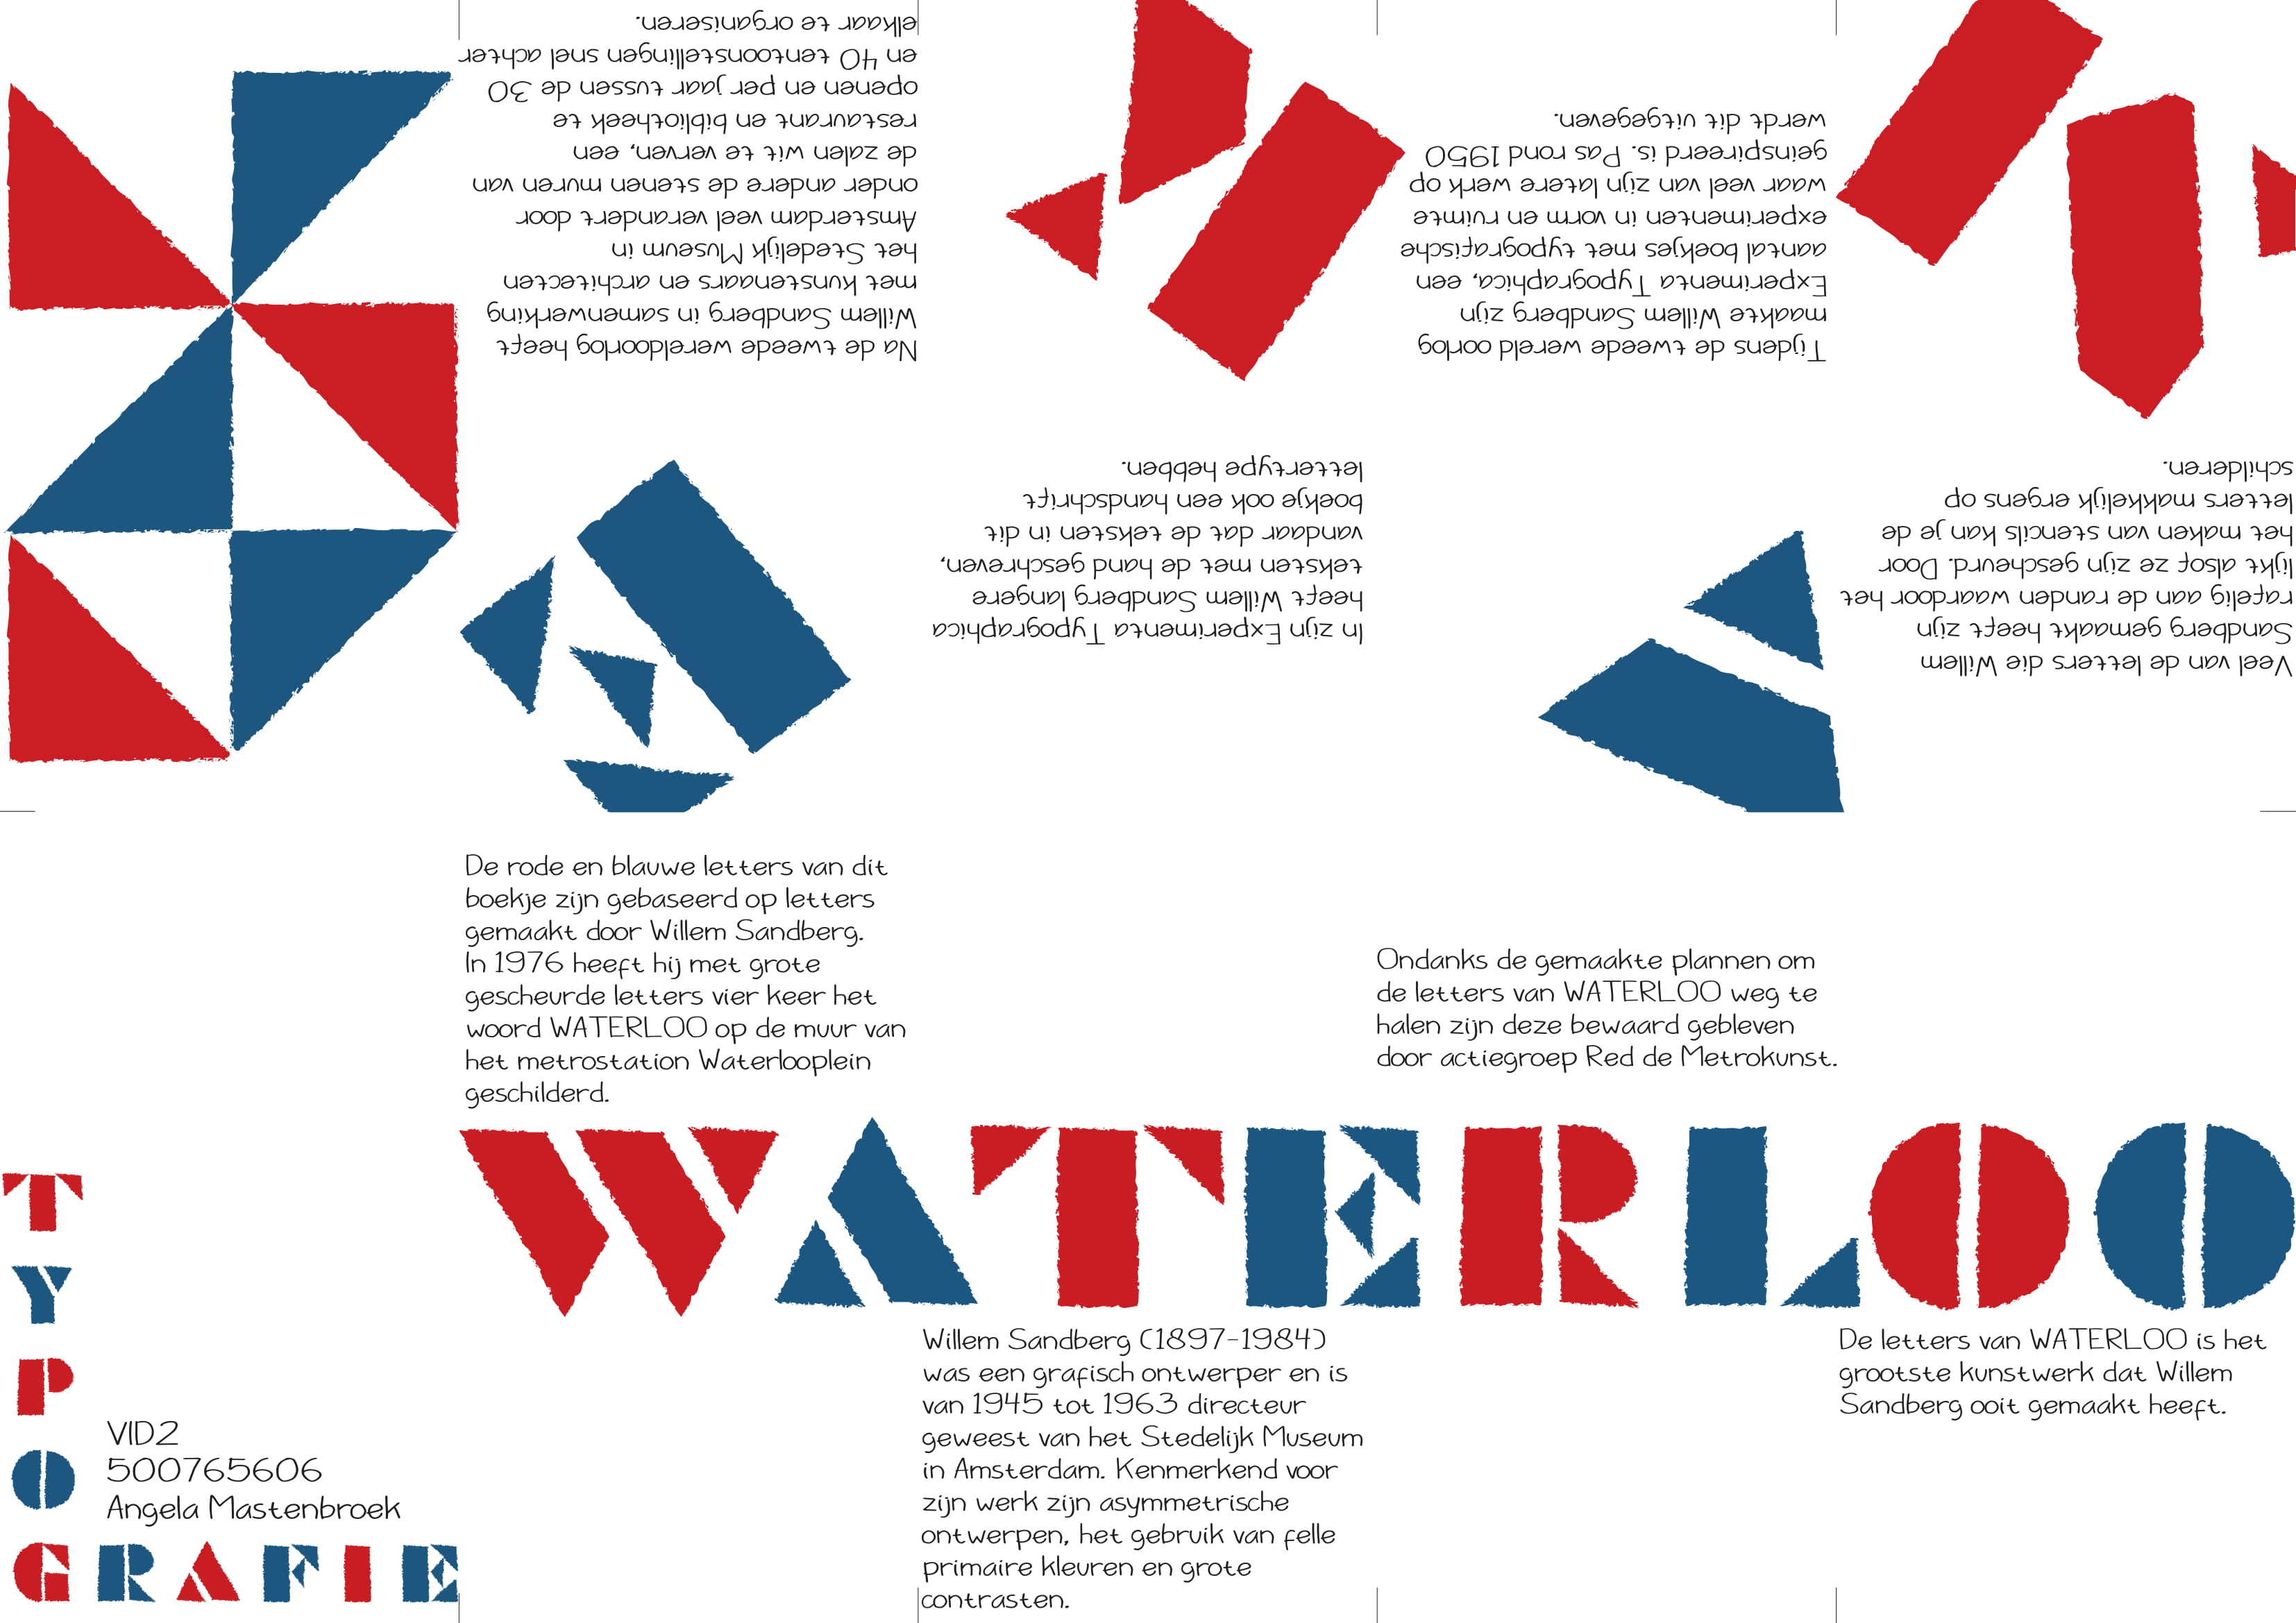 elkaar te organiseren.
en 40 tentoonstellingen snel achter
openen en per jaar tussen de 30
restaurant en bibliotheek te
de zalen wit te verven, een
onder andere de stenen muren van
Amsterdam veel verandert door
het Stedelijk Museum in
met kunstenaars en architecten
Willem Sandberg in samenwerking
Na de tweede wereldoorlog heeft
werdt dit uitgegeven.
geinspireerd is. Pas rond 1950
waar veel van zijn latere werk op
experimenten in vorm en ruimte
aantal boekjes met typografische
Experimenta Typographica, een
maakte Willem Sandberg zijn
Tijdens de tweede wereld oorlog
lettertype hebben.
boekje ook een handschrift
vandaar dat de teksten in dit
teksten met de hand geschreven,
heeft Willem Sandberg langere
In zijn Experimenta Typographica
schilderen.
letters makkelijk ergens op
het maken van stencils kan je de
lijkt alsof ze zijn gescheurd. Door
rafelig aan de randen waardoor het
Sandberg gemaakt heeft zijn
Veel van de letters die Willem
De rode en blauwe letters van dit
boekje zijn gebaseerd op letters
gemaakt door Willem Sandberg.
In 1976 heeft hij met grote
gescheurde letters vier keer het
woord WATERLOO op de muur van
het metrostation Waterlooplein
geschilderd.
Ondanks de gemaakte plannen om
de letters van WATERLOO weg te
halen zijn deze bewaard gebleven
door actiegroep Red de Metrokunst.
WATERLOO
Willem Sandberg (1897-1984)
was een grafisch ontwerper en is
van 1945 tot 1963 directeur
geweest van het Stedelijk Museum
in Amsterdam. Kenmerkend voor
zijn werk zijn asymmetrische
ontwerpen, het gebruik van felle
primaire kleuren en grote
contrasten.
De letters van WATERLOO is het
grootste kunstwerk dat Willem
Sandberg ooit gemaakt heeft.
TYPO
GRAFIE
VID2
500765606
Angela Mastenbroek